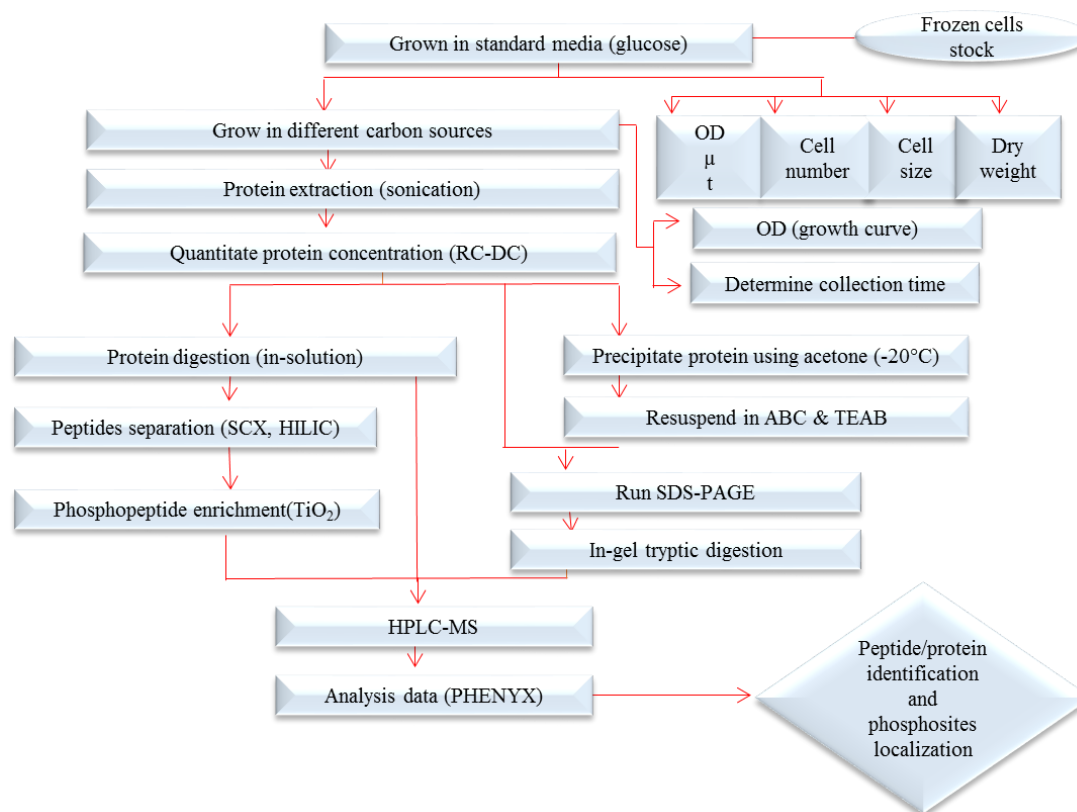 Frozen cells
stock
Grown in standard media (glucose)
Grow in different carbon sources
OD
μ
t
Cell
number
Cell
size
Dry
weight
Protein extraction (sonication)
OD (growth curve)
Quantitate protein concentration (RC-DC)
Determine collection time
Protein digestion (in-solution)
Precipitate protein using acetone (-20°C)
Peptides separation (SCX, HILIC)
Resuspend in ABC & TEAB
Phosphopeptide enrichment(TiO₂)
Run SDS-PAGE
In-gel tryptic digestion
HPLC-MS
Analysis data (PHENYX)
Peptide/protein
identification
and
phosphosites
localization